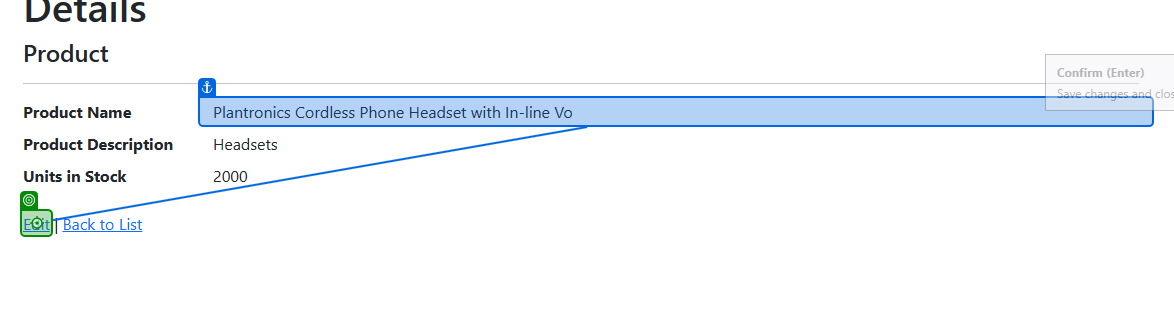 Details
Product
Confirm (Enter)
Save changes and clos
Product Name Plantronics Cordless Phone Headset with In-line Vo
Product Description Headsets
Units in Stock 2000
Edit | Back to List